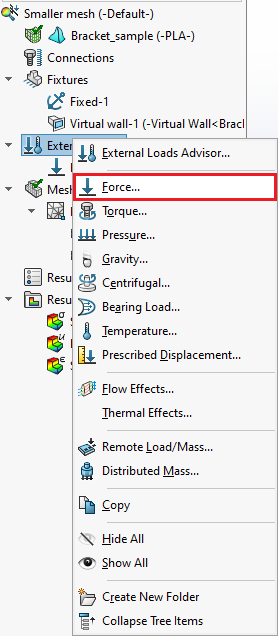 Smaller mesh (-Default-)
Bracket_sample (-PLA-)
Connections
Fixtures
Fixed-1
Virtual wall-1 (-Virtual Wall<Brack
Exter
External Loads Advisor...
Force...
Torque...
Mesh
Pressure...
Gravity...
Centrifugal...
Resu
Bearing Load...
Resu
Temperature...
Prescribed Displacement...
Flow Effects...
Thermal Effects...
Remote Load/Mass...
Distributed Mass...
Copy
Hide All
Show All
Create New Folder
Collapse Tree Items